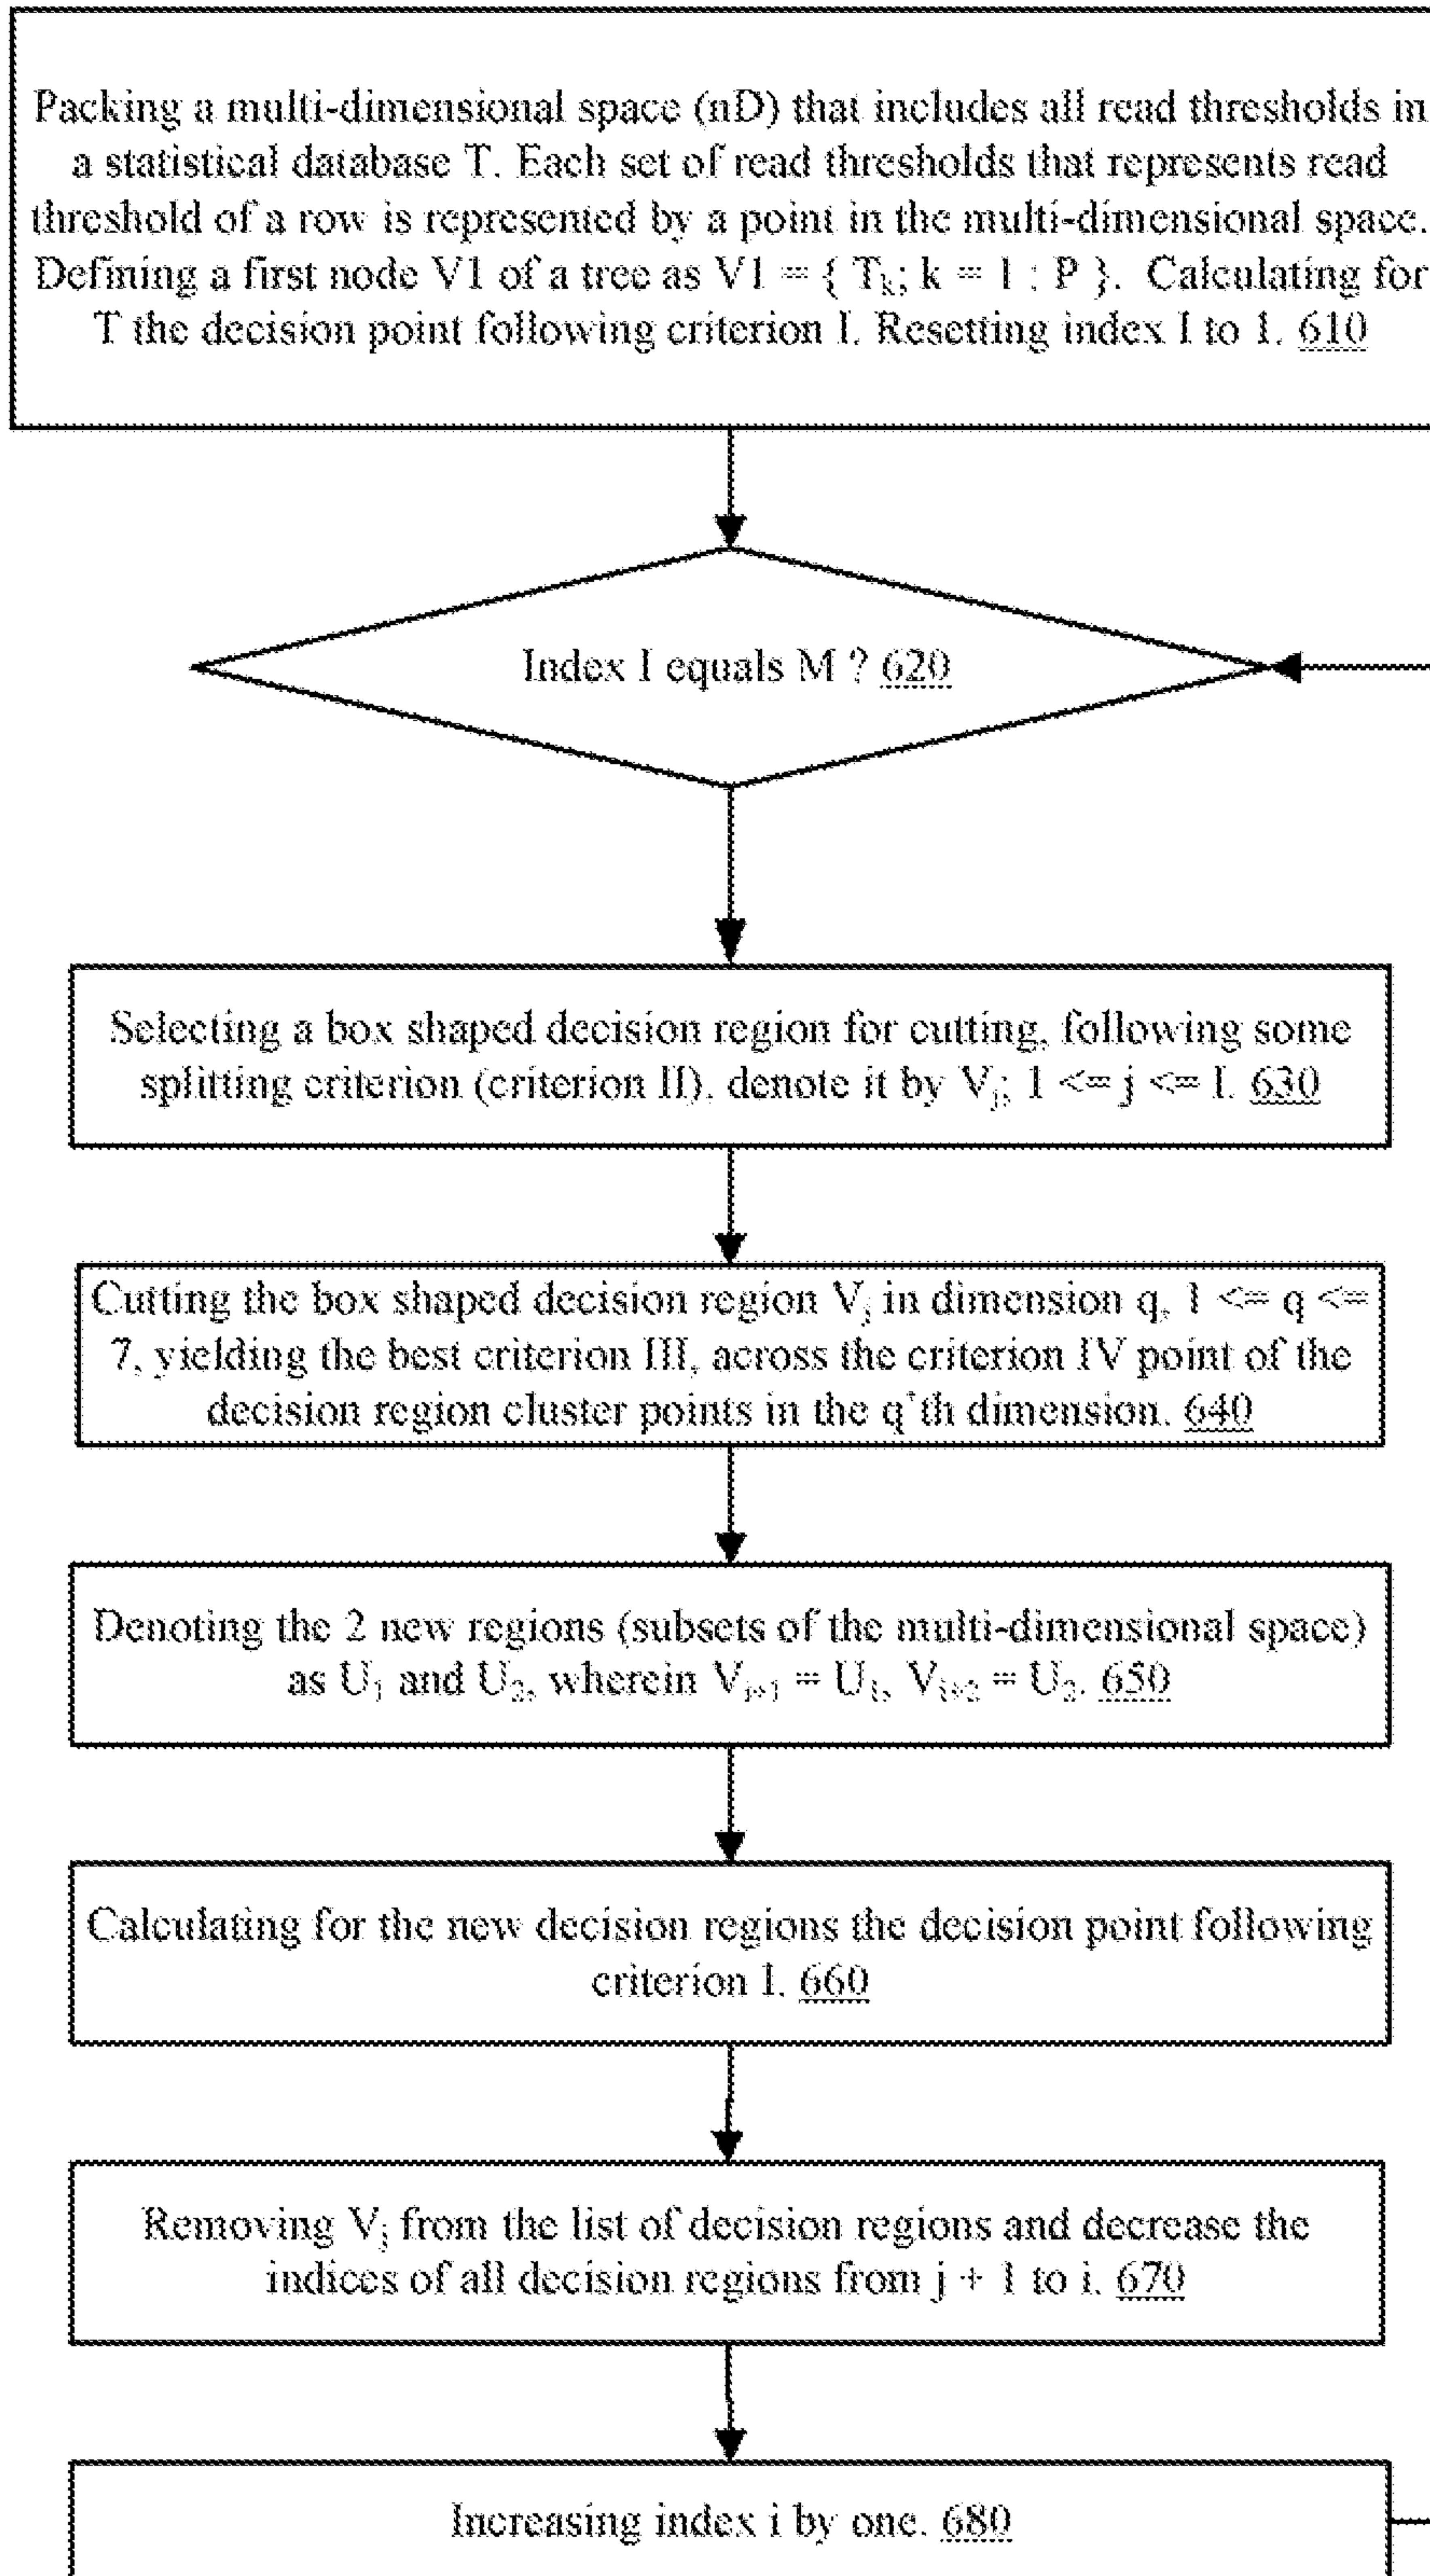 Packing a multi-dimensional space (nD) that includes all read thresholds in
a statistical database T. Each set of read thresholds that represents read
threshold of a row is represented by a point in the multi-dimensional space.
Defining a first node V1 of a tree as V1 = { Tk; k = 1 : P }. Calculating for
T the decision point following criterion I. Resetting index I to 1. 610
Index I equals M ? 620
Selecting a box shaped decision region for cutting, following some
splitting criterion (criterion II), denote it by Vj; 1 <= j <= I. 630
Cutting the box shaped decision region Vj in dimension q, 1 <= q <=
7, yielding the best criterion III, across the criterion IV point of the
decision region cluster points in the q'th dimension. 640
Denoting the 2 new regions (subsets of the multi-dimensional space)
as U1 and U2, wherein Vi+1 = U1, Vi+2 = U2. 650
Calculating for the new decision regions the decision point following
criterion I. 660
Removing Vj from the list of decision regions and decrease the
indices of all decision regions from j + 1 to i. 670
Increasing index i by one. 680